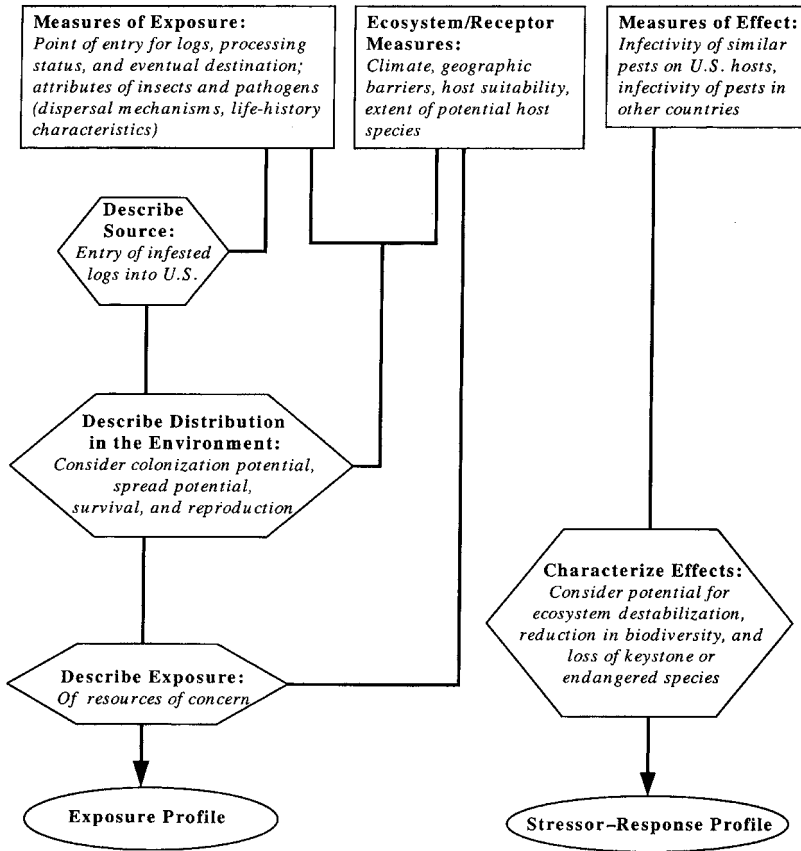 Measures of Exposure:
Point of entry for logs, processing
status, and eventual destination;
attributes of insects and pathogens
(dispersal mechanisms, life-history
characteristics)
Ecosystem/Receptor
Measures:
Climate, geographic
barriers, host suitability,
extent of potential host
species
Measures of Effect:
Infectivity of similar
pests on U.S. hosts,
infectivity of pests in
other countries
Describe
Source:
Entry of infested
logs into U.S.
Describe Distribution
in the Environment:
Consider colonization potential,
spread potential,
survival, and reproduction
Characterize Effects:
Consider potential for
ecosystem destabilization,
reduction in biodiversity, and
loss of keystone or
endangered species
Describe Exposure:
Of resources of concern
Exposure Profile
Stressor–Response Profile